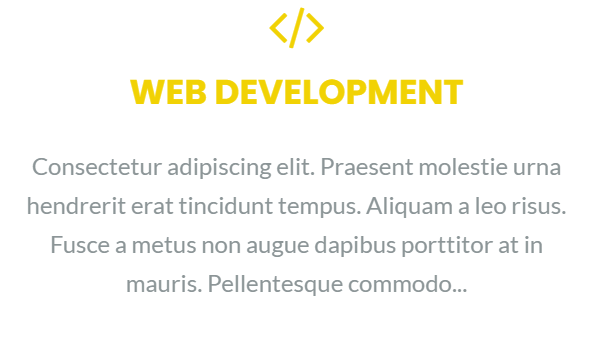 WEB DEVELOPMENT
Consectetur adipiscing elit. Praesent molestie urna
hendrerit erat tincidunt tempus. Aliquam a leo risus.
Fusce a metus non augue dapibus porttitor at in
mauris. Pellentesque commodo...